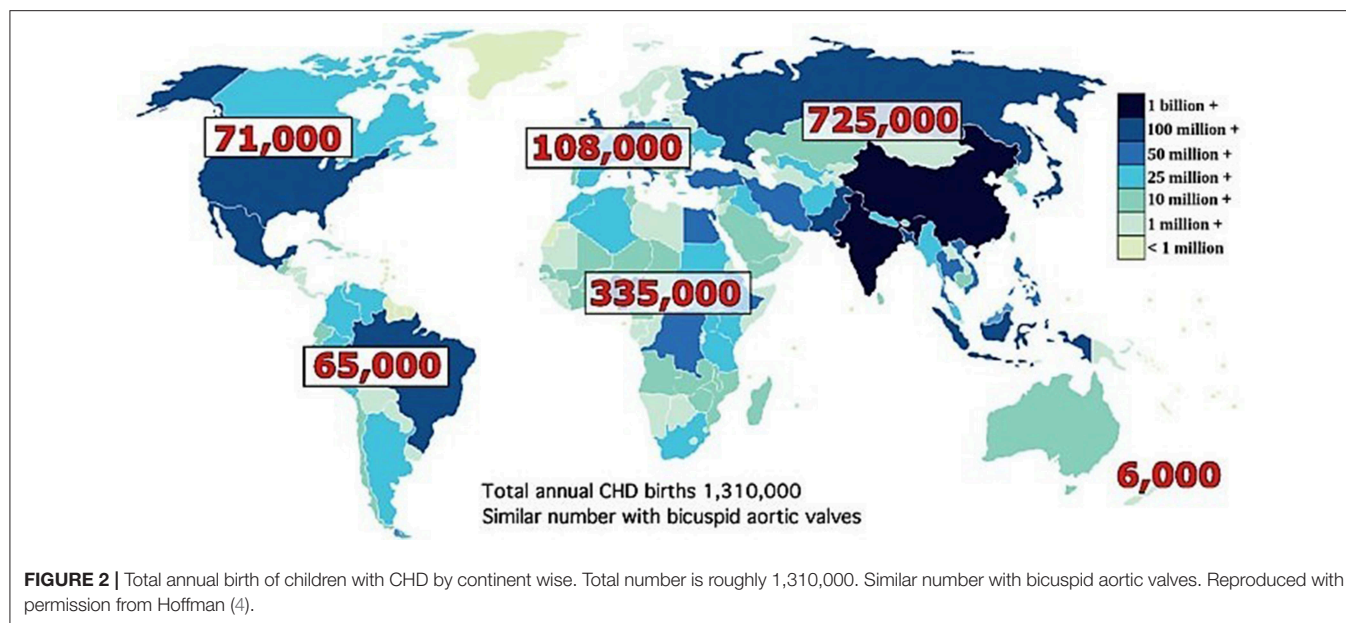 71,000
108,000
725,000
335,000
65,000
6,000
1 billion +
100 million +
50 million +
25 million +
10 million +
1 million +
< 1 million
Total annual CHD births 1,310,000
Similar number with bicuspid aortic valves
FIGURE 2 | Total annual birth of children with CHD by continent wise. Total number is roughly 1,310,000. Similar number with bicuspid aortic valves. Reproduced with
permission from Hoffman (4).